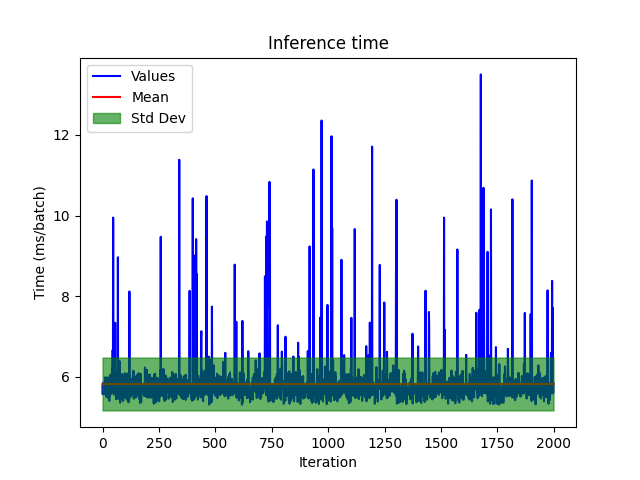 Inference time
Values
Mean
Std Dev
Time (ms/batch)
12
10
8
6
0 250 500 750 1000 1250 1500 1750 2000
Iteration